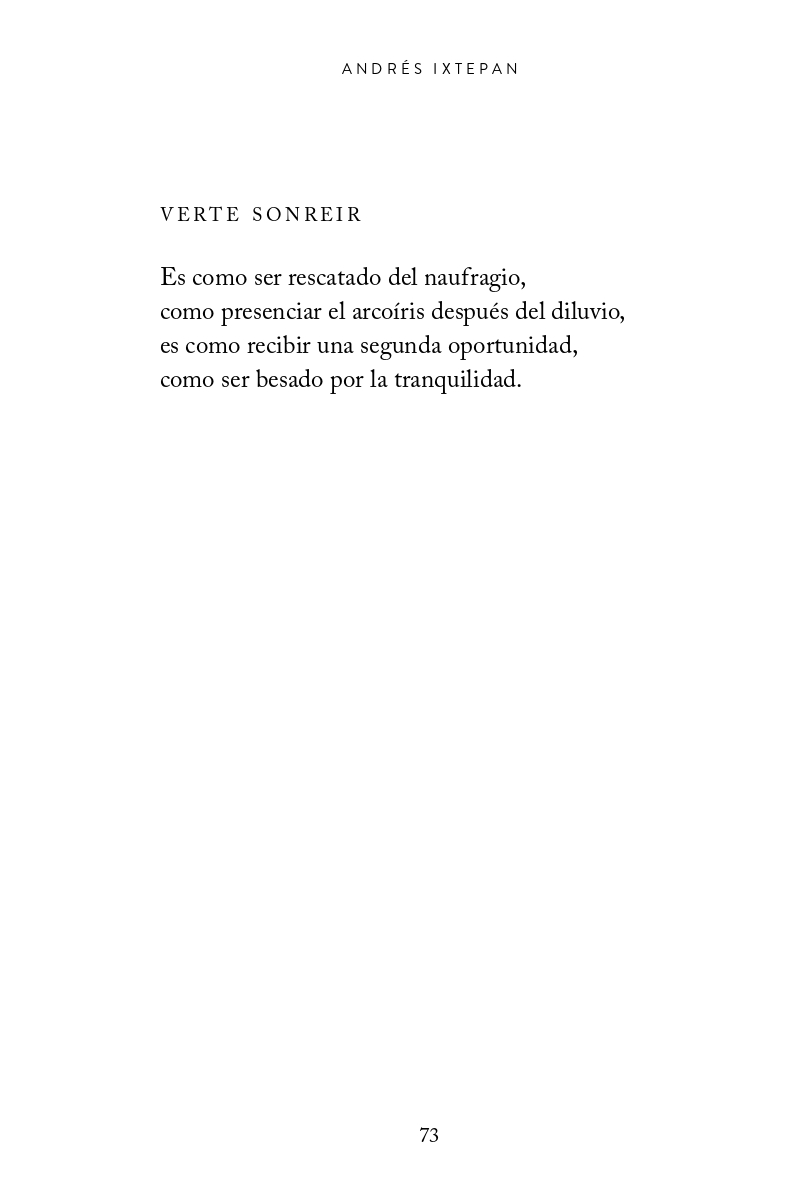 ANDRÉS IXTEPAN
VERTE SONREIR
Es como ser rescatado del naufragio,
como presenciar el arcoíris después del diluvio,
es como recibir una segunda oportunidad,
como ser besado por la tranquilidad.
73